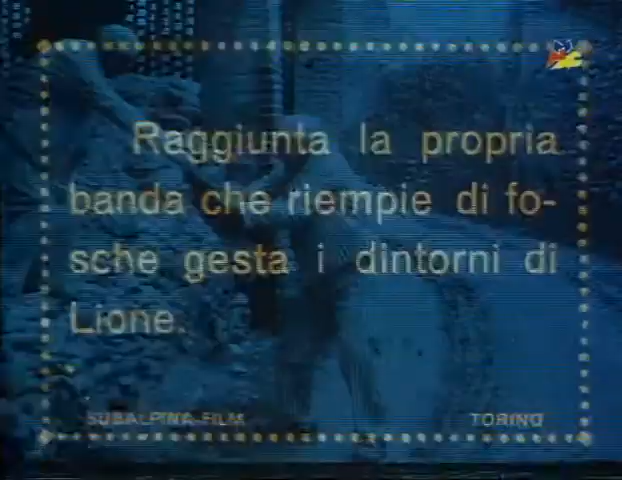 Raggiunta la propria
banda che riempie di fo-
sche gesta i dintorni di
Lione.
SUBALPINA-FILM TORINO